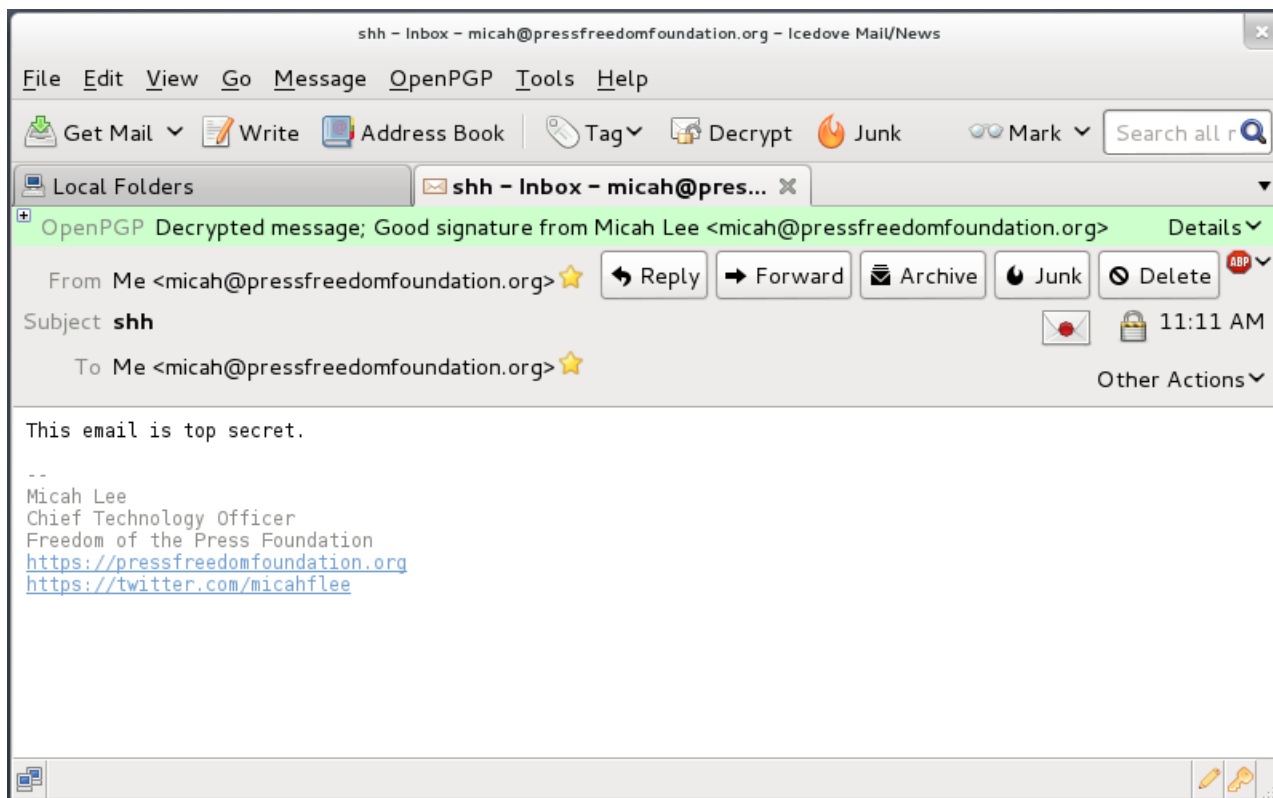 shh – Inbox – micah@pressfreedomfoundation.org – Icedove Mail/News
File Edit View Go Message OpenPGP Tools Help
Get Mail Write Address Book Tag Decrypt Junk Mark Search all r
Local Folders shh – Inbox – micah@pres...
OpenPGP Decrypted message; Good signature from Micah Lee <micah@pressfreedomfoundation.org> Details
From Me <micah@pressfreedomfoundation.org> Reply Forward Archive Junk Delete ABP
Subject shh 11:11 AM
To Me <micah@pressfreedomfoundation.org>
Other Actions
This email is top secret.
--
Micah Lee
Chief Technology Officer
Freedom of the Press Foundation
https://pressfreedomfoundation.org
https://twitter.com/micahflee